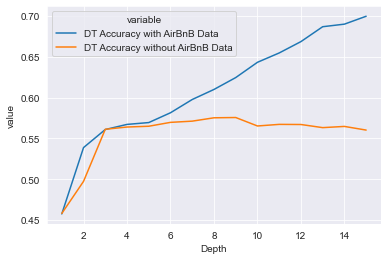 variable
DT Accuracy with AirBnB Data
DT Accuracy without AirBnB Data
value
0.70
0.65
0.60
0.55
0.50
0.45
2 4 6 8 10 12 14
Depth